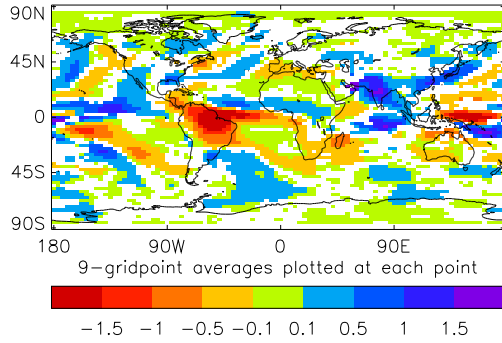 90N
45N
0
45S
90S
180 90W 0 90E
9-gridpoint averages plotted at each point
-1.5 -1 -0.5 -0.1 0.1 0.5 1 1.5